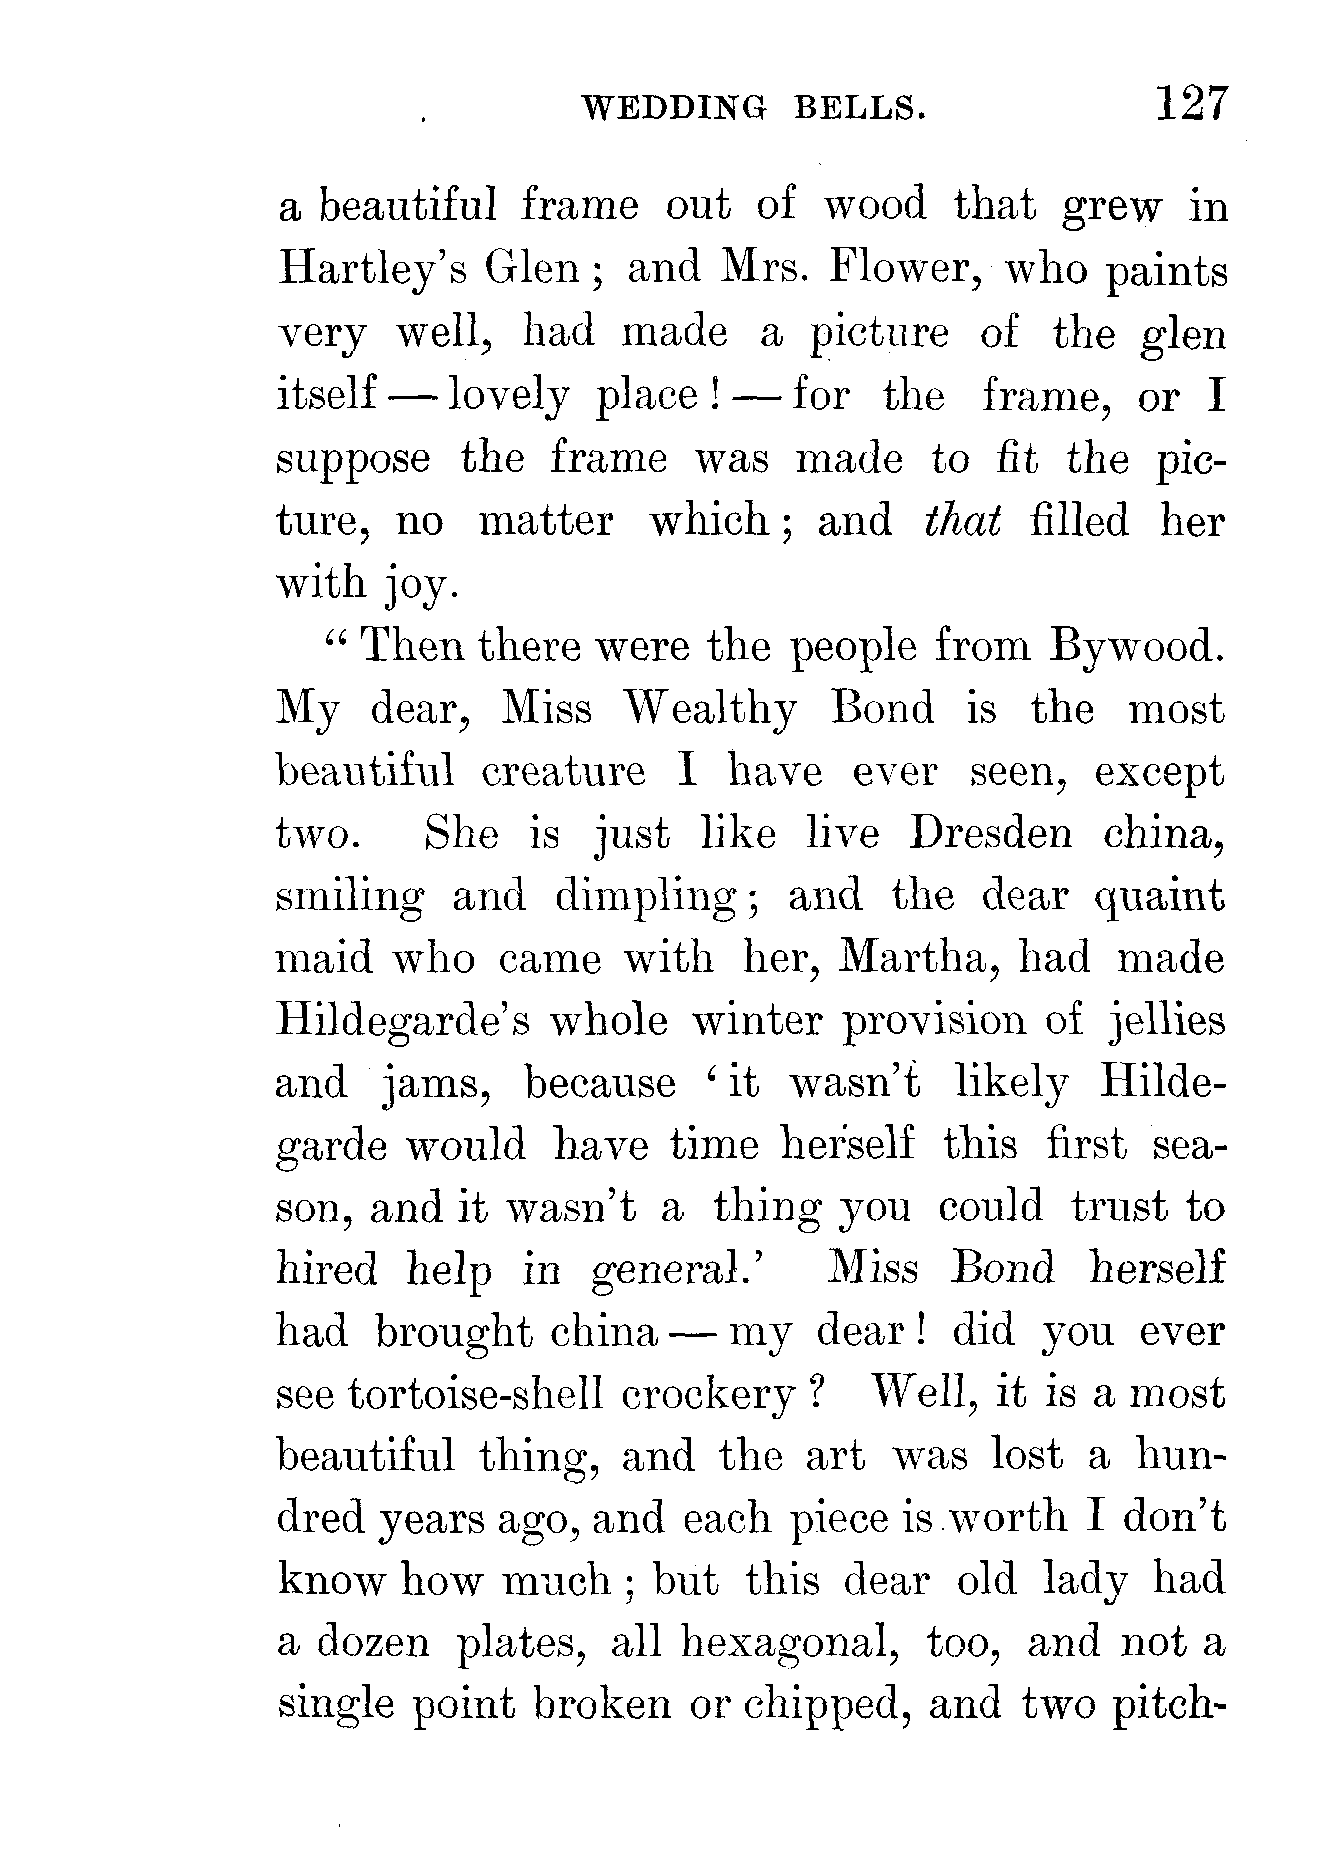 WEDDING BELLS. 127
a beautiful frame out of wood that grew in
Hartley's Glen; and Mrs. Flower, who paints
very well, had made a picture of the glen
itself — lovely place! — for the frame, or I
suppose the frame was made to fit the pic-
ture, no matter which; and that filled her
with joy.
“Then there were the people from Bywood.
My dear, Miss Wealthy Bond is the most
beautiful creature I have ever seen, except
two. She is just like live Dresden china,
smiling and dimpling; and the dear quaint
maid who came with her, Martha, had made
Hildegarde's whole winter provision of jellies
and jams, because ‘it wasn't likely Hilde-
garde would have time herself this first sea-
son, and it wasn't a thing you could trust to
hired help in general.’ Miss Bond herself
had brought china — my dear! did you ever
see tortoise-shell crockery? Well, it is a most
beautiful thing, and the art was lost a hun-
dred years ago, and each piece is worth I don't
know how much; but this dear old lady had
a dozen plates, all hexagonal, too, and not a
single point broken or chipped, and two pitch-